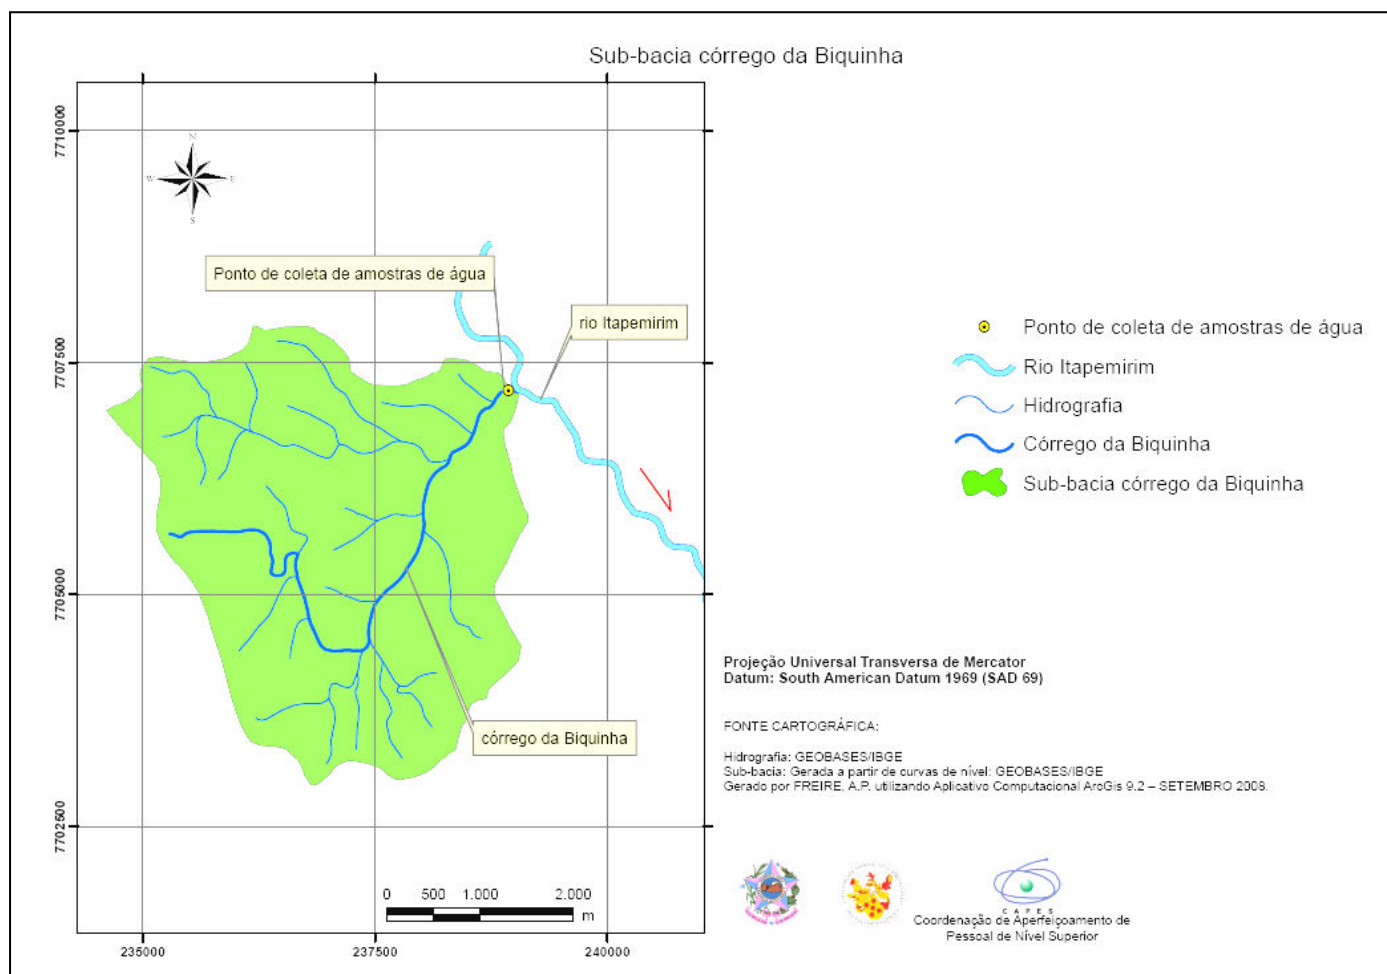 Sub-bacia córrego da Biquinha
7710000
N
W
E
S
Ponto de coleta de amostras de água
rio Itapemirim
7707500
7705000
córrego da Biquinha
7702500
0 500 1.000 2.000
m
235000 237500 240000
Ponto de coleta de amostras de água
Rio Itapemirim
Hidrografia
Córrego da Biquinha
Sub-bacia córrego da Biquinha
Projeção Universal Transversa de Mercator
Datum: South American Datum 1969 (SAD 69)
FONTE CARTOGRÁFICA:
Hidrografia: GEOBASES/IBGE
Sub-bacia: Gerada a partir de curvas de nível: GEOBASES/IBGE
Gerado por FREIRE, A.P. utilizando Aplicativo Computacional ArcGis 9.2 – SETEMBRO 2008.
CAPES
Coordenação de Aperfeiçoamento de
Pessoal de Nível Superior